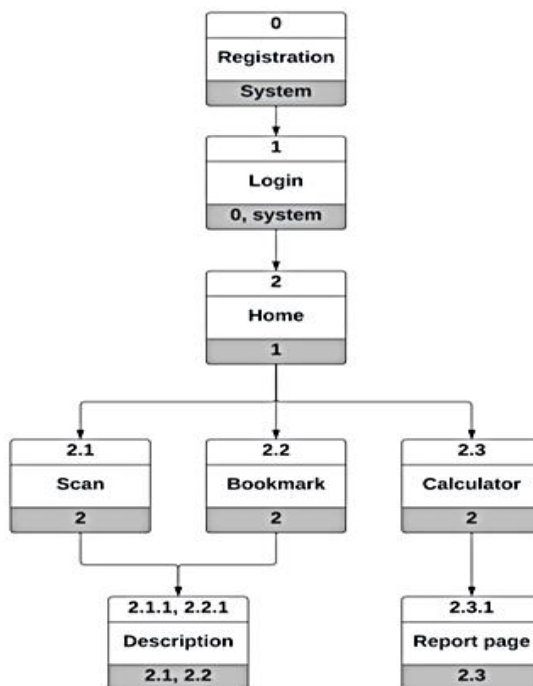 0
Registration
System
1
Login
0, system
2
Home
1
2.1
Scan
2
2.2
Bookmark
2
2.3
Calculator
2
2.1.1, 2.2.1
Description
2.1, 2.2
2.3.1
Report page
2.3